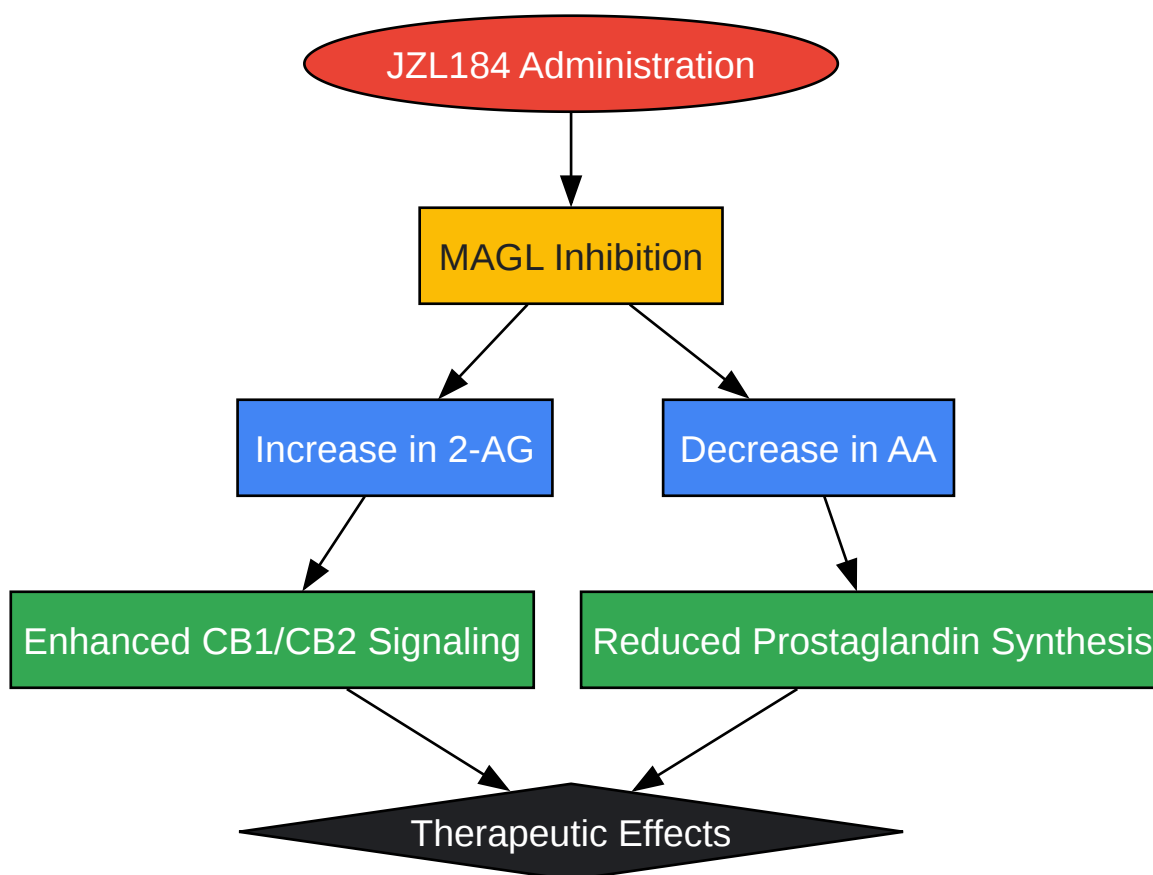 JZL184 Administration
MAGL Inhibition
Increase in 2-AG
Decrease in AA
Enhanced CB1/CB2 Signaling
Reduced Prostaglandin Synthesis
Therapeutic Effects